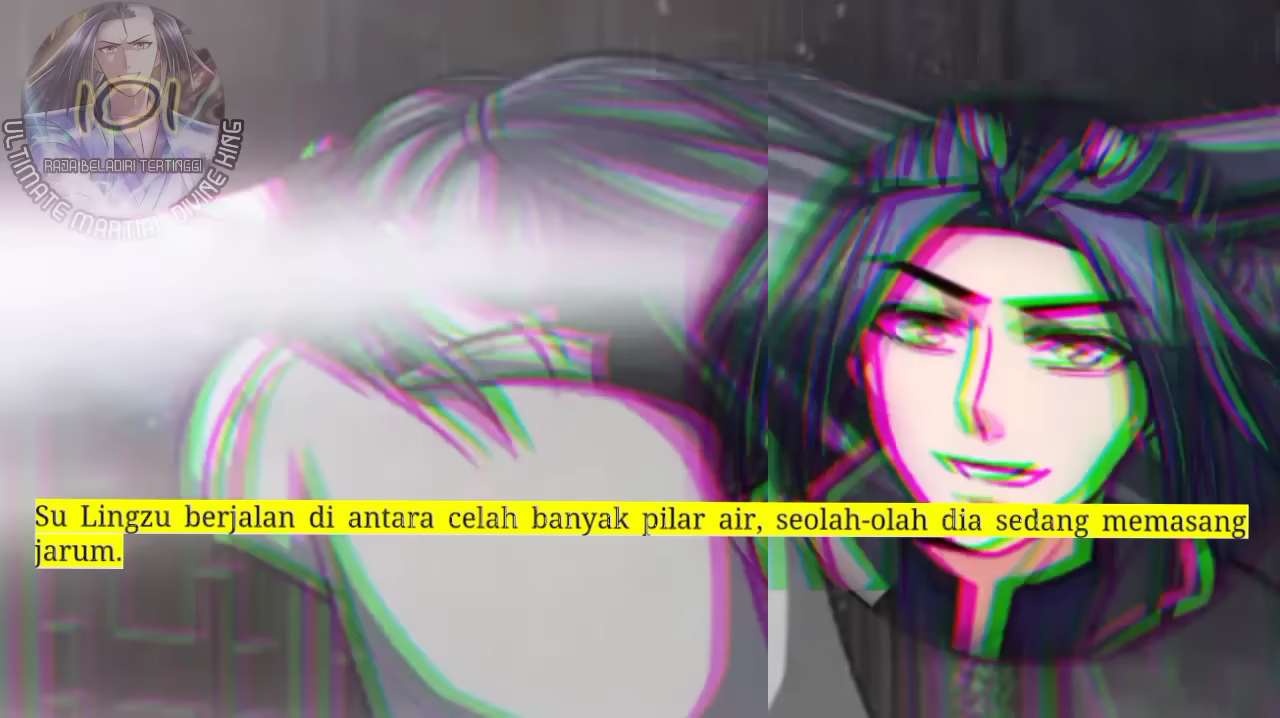 101
RAJA BELADIRI TERTINGGI
ULTIMATE MARTIAL DIVINE KING
Su Lingzu berjalan di antara celah banyak pilar air, seolah-olah dia sedang memasang
jarum.